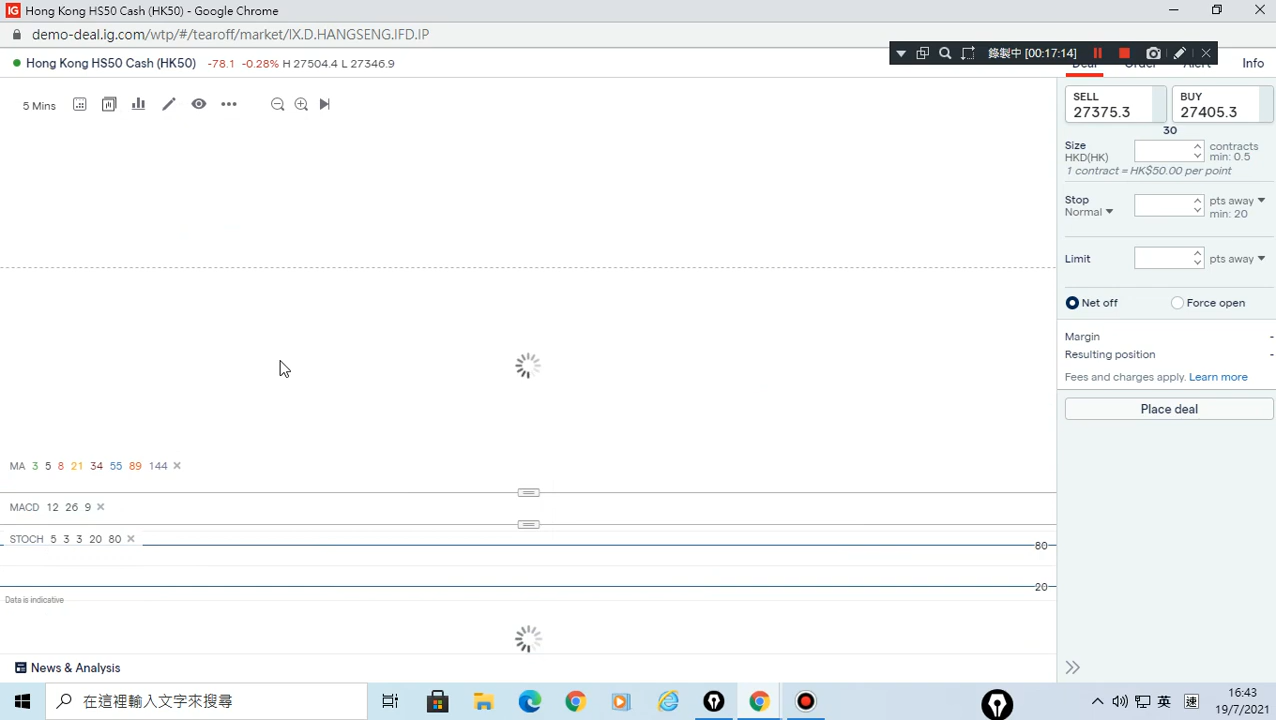 Hong Kong HS50 Cash (HK50) - Google Chrome
demo-deal.ig.com/wtp/#/tearoff/market/IX.D.HANGSENG.IFD.IP
Hong Kong HS50 Cash (HK50) -78.1 -0.28% H 27504.4 L 27346.9
錄製中 [00:17:14]
Deal Order Alert Info
5 Mins
SELL
27375.3
BUY
27405.3
30
Size
HKD(HK)
contracts
min: 0.5
1 contract = HK$50.00 per point
Stop
Normal
pts away
min: 20
Limit
pts away
Net off
Force open
Margin -
Resulting position -
Fees and charges apply. Learn more
Place deal
MA 3 5 8 21 34 55 89 144
MACD 12 26 9
STOCH 5 3 3 20 80
80
20
Data is indicative
News & Analysis
在這裡輸入文字來搜尋
英
速
16:43
19/7/2021